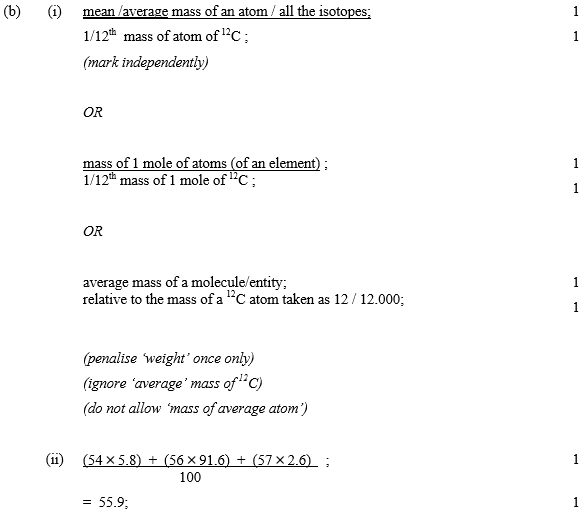 (b) (i) mean /average mass of an atom / all the isotopes; 1
1/12th mass of atom of 12C ; 1
(mark independently)
OR
mass of 1 mole of atoms (of an element) ; 1
1/12th mass of 1 mole of 12C ; 1
OR
average mass of a molecule/entity; 1
relative to the mass of a 12C atom taken as 12 / 12.000; 1
(penalise ‘weight’ once only)
(ignore ‘average’ mass of 12C)
(do not allow ‘mass of average atom’)
(ii) (54 × 5.8) + (56 × 91.6) + (57 × 2.6) ; 1
100
= 55.9; 1